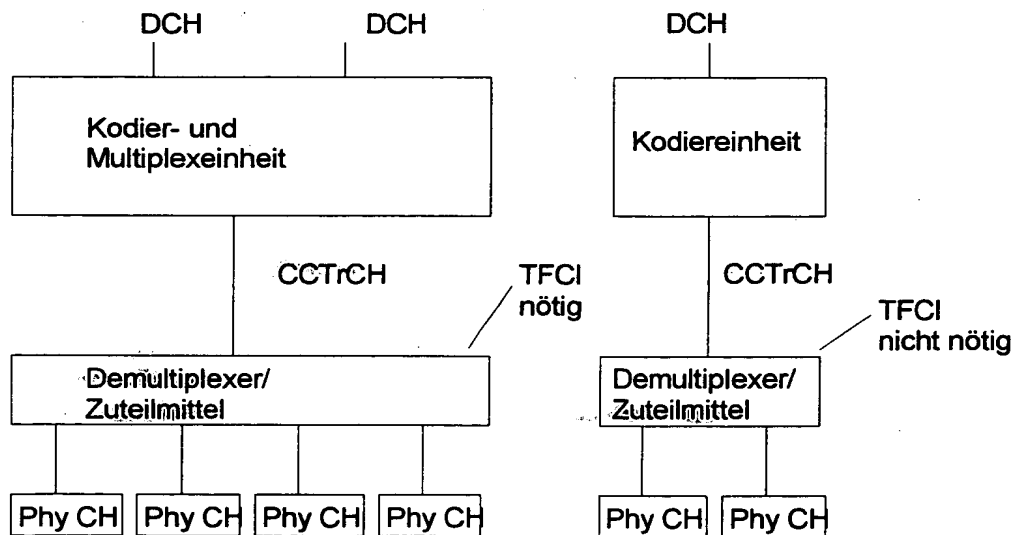 DCH DCH DCH
Kodier- und
Multiplexeinheit
Kodiereinheit
CCTrCH
TFCI
nötig
CCTrCH
TFCI
nicht nötig
Demultiplexer/
Zuteilmittel
Demultiplexer/
Zuteilmittel
Phy CH Phy CH Phy CH Phy CH Phy CH Phy CH